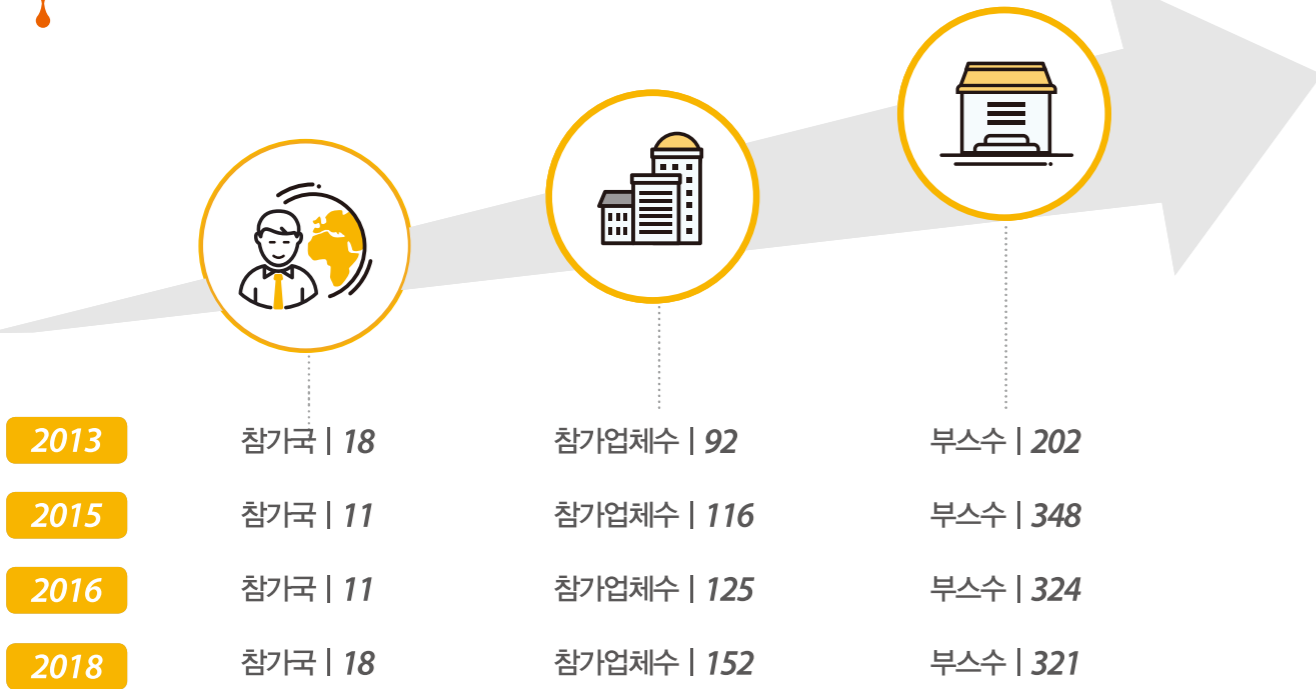 2013 참가국 | 18 참가업체수 | 92 부스수 | 202
2015 참가국 | 11 참가업체수 | 116 부스수 | 348
2016 참가국 | 11 참가업체수 | 125 부스수 | 324
2018 참가국 | 18 참가업체수 | 152 부스수 | 321